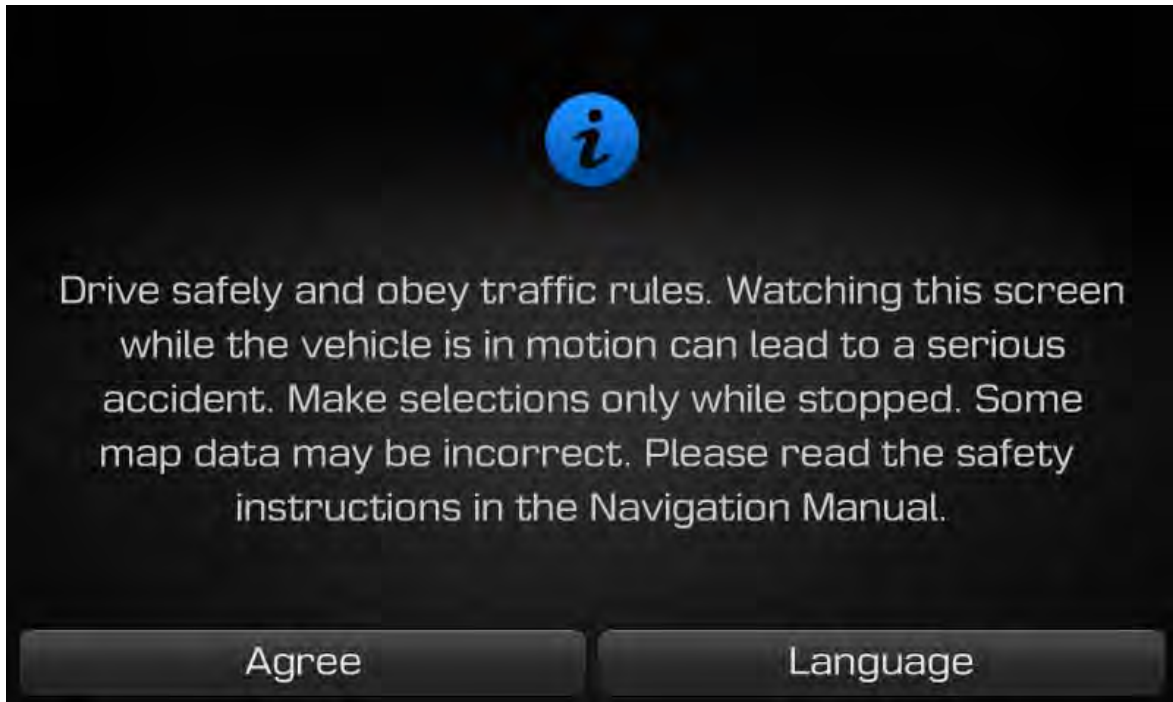 i
Drive safely and obey traffic rules. Watching this screen
while the vehicle is in motion can lead to a serious
accident. Make selections only while stopped. Some
map data may be incorrect. Please read the safety
instructions in the Navigation Manual.
Agree
Language